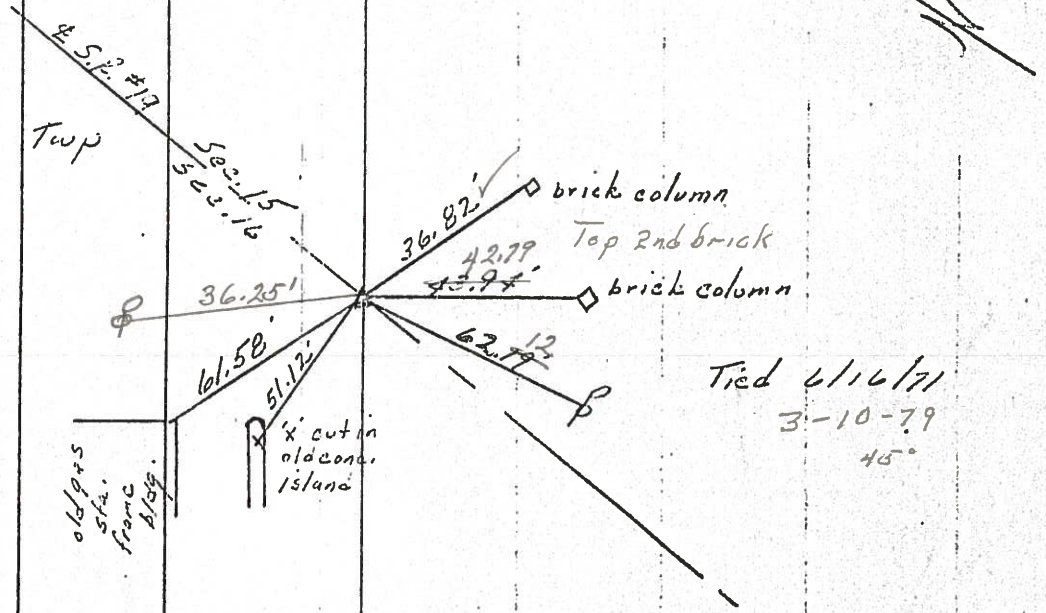 ℄ S.R. #19
Twp
Sec. 15
Sec. 16
36.82'
brick column
Top 2nd brick
42.79
43.94'
brick column
36.25'
62.79'
12
61.58'
51.12'
Tied 6/16/71
3-10-79
45°
'x' cut in
old conc.
island
old gas
sta.
frame
bldg.